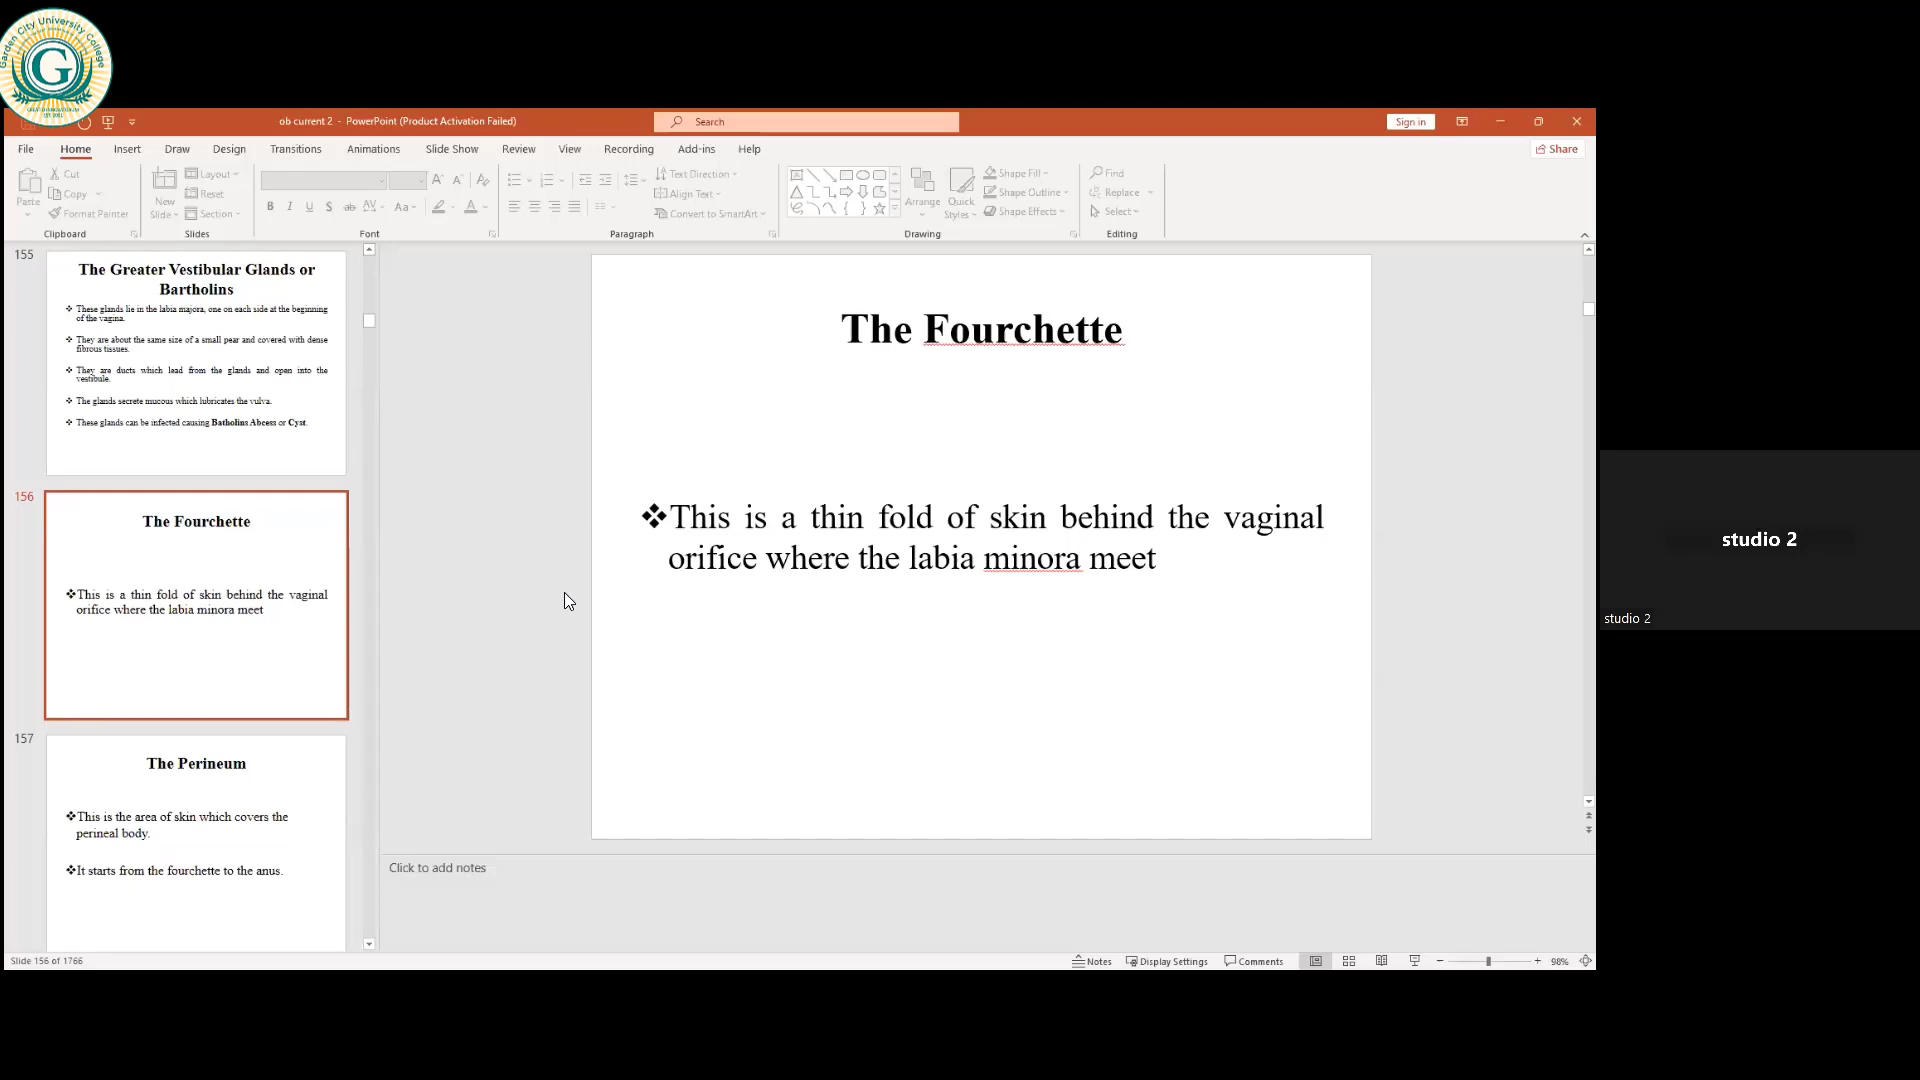 Garden City University College
G
ob current 2 - PowerPoint (Product Activation Failed)
Search
Sign in
File Home Insert Draw Design Transitions Animations Slide Show Review View Recording Add-ins Help
Share
Paste
Cut
Copy
Format Painter
Clipboard
New Slide
Layout
Reset
Section
Slides
Font
Text Direction
Align Text
Convert to SmartArt
Paragraph
Arrange
Quick Styles
Shape Fill
Shape Outline
Shape Effects
Drawing
Find
Replace
Select
Editing
155
The Greater Vestibular Glands or
Bartholins
❖ These glands lie in the labia majora, one on each side at the beginning
of the vagina.
❖ They are about the same size of a small pear and covered with dense
fibrous tissues.
❖ They are ducts which lead from the glands and open into the
vestibule.
❖ The glands secrete mucous which lubricates the vulva.
❖ These glands can be infected causing Batholins Abcess or Cyst.
156
The Fourchette
❖This is a thin fold of skin behind the vaginal
orifice where the labia minora meet
157
The Perineum
❖This is the area of skin which covers the
perineal body.
❖It starts from the fourchette to the anus.
The Fourchette
❖This is a thin fold of skin behind the vaginal
orifice where the labia minora meet
Click to add notes
Slide 156 of 1766
Notes Display Settings Comments 98%
studio 2
studio 2